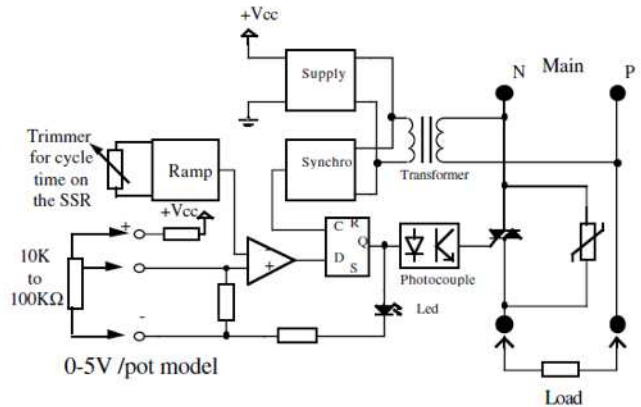 +Vcc
Supply
N
Main
P
Trimmer
for cycle
time on
the SSR
Ramp
Synchro
Transformer
+Vcc
+
10K
to
100KΩ
-
+
C
R
Q
D
S
Photocouple
Led
-
0-5V /pot model
Load